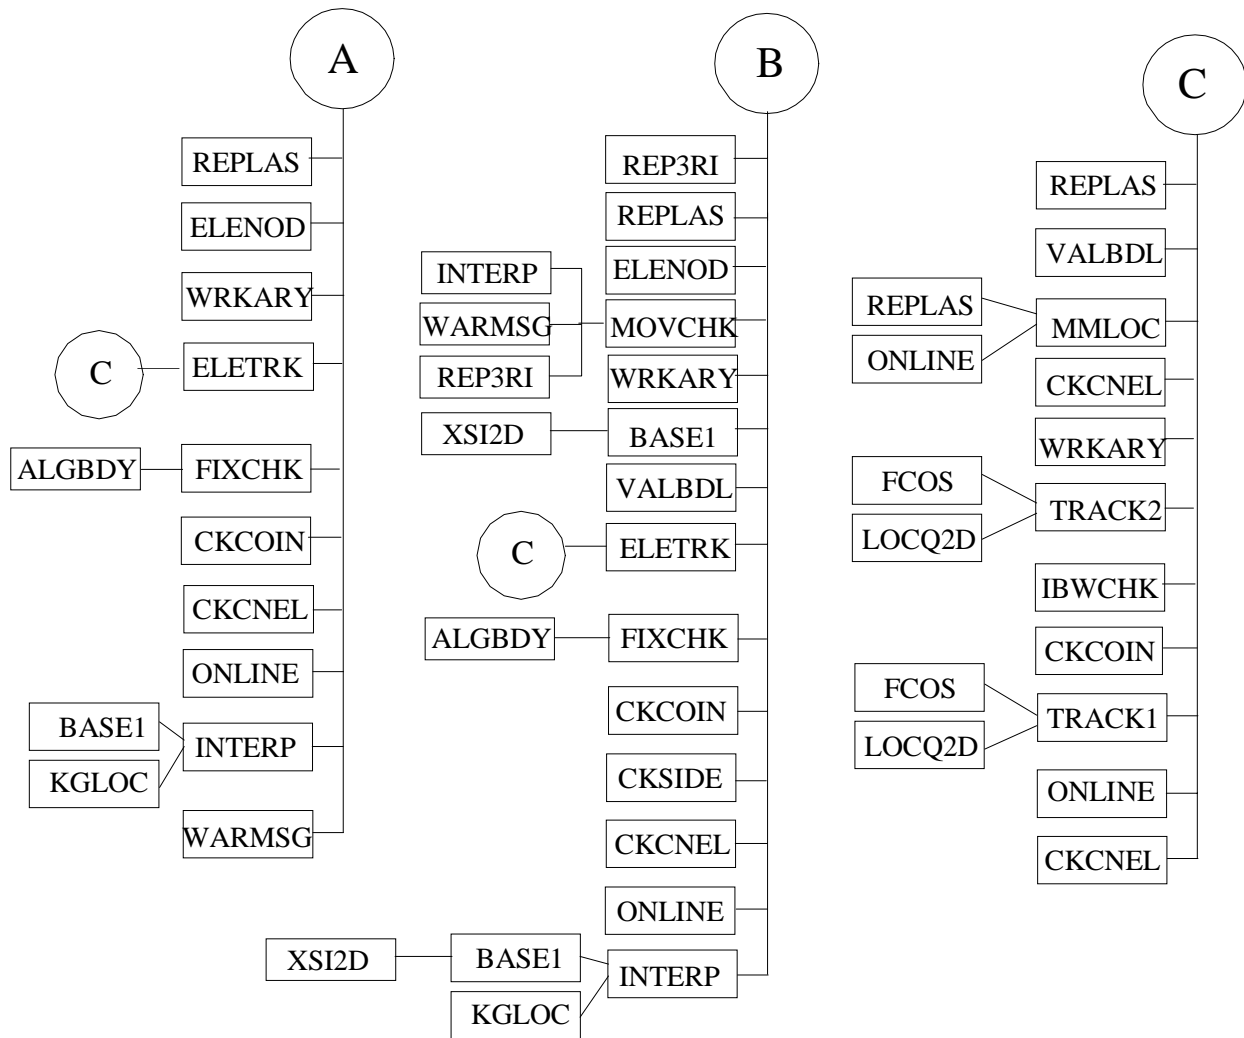 A
REPLAS
ELENOD
WRKARY
C
ELETRK
ALGBDY
FIXCHK
CKCOIN
CKCNEL
ONLINE
BASE1
INTERP
KGLOC
WARMSG
B
REP3RI
REPLAS
ELENOD
INTERP
WARMSG
MOVCHK
REP3RI
WRKARY
XSI2D
BASE1
VALBDL
C
ELETRK
ALGBDY
FIXCHK
CKCOIN
CKSIDE
CKCNEL
ONLINE
XSI2D
BASE1
INTERP
KGLOC
C
REPLAS
VALBDL
REPLAS
MMLOC
ONLINE
CKCNEL
WRKARY
FCOS
TRACK2
LOCQ2D
IBWCHK
CKCOIN
FCOS
TRACK1
LOCQ2D
ONLINE
CKCNEL